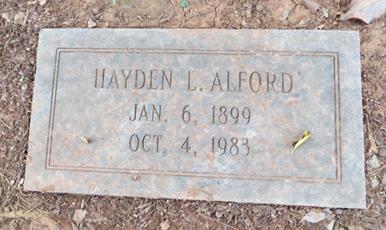 HAYDEN L. ALFORD
JAN. 6, 1899
OCT. 4, 1983